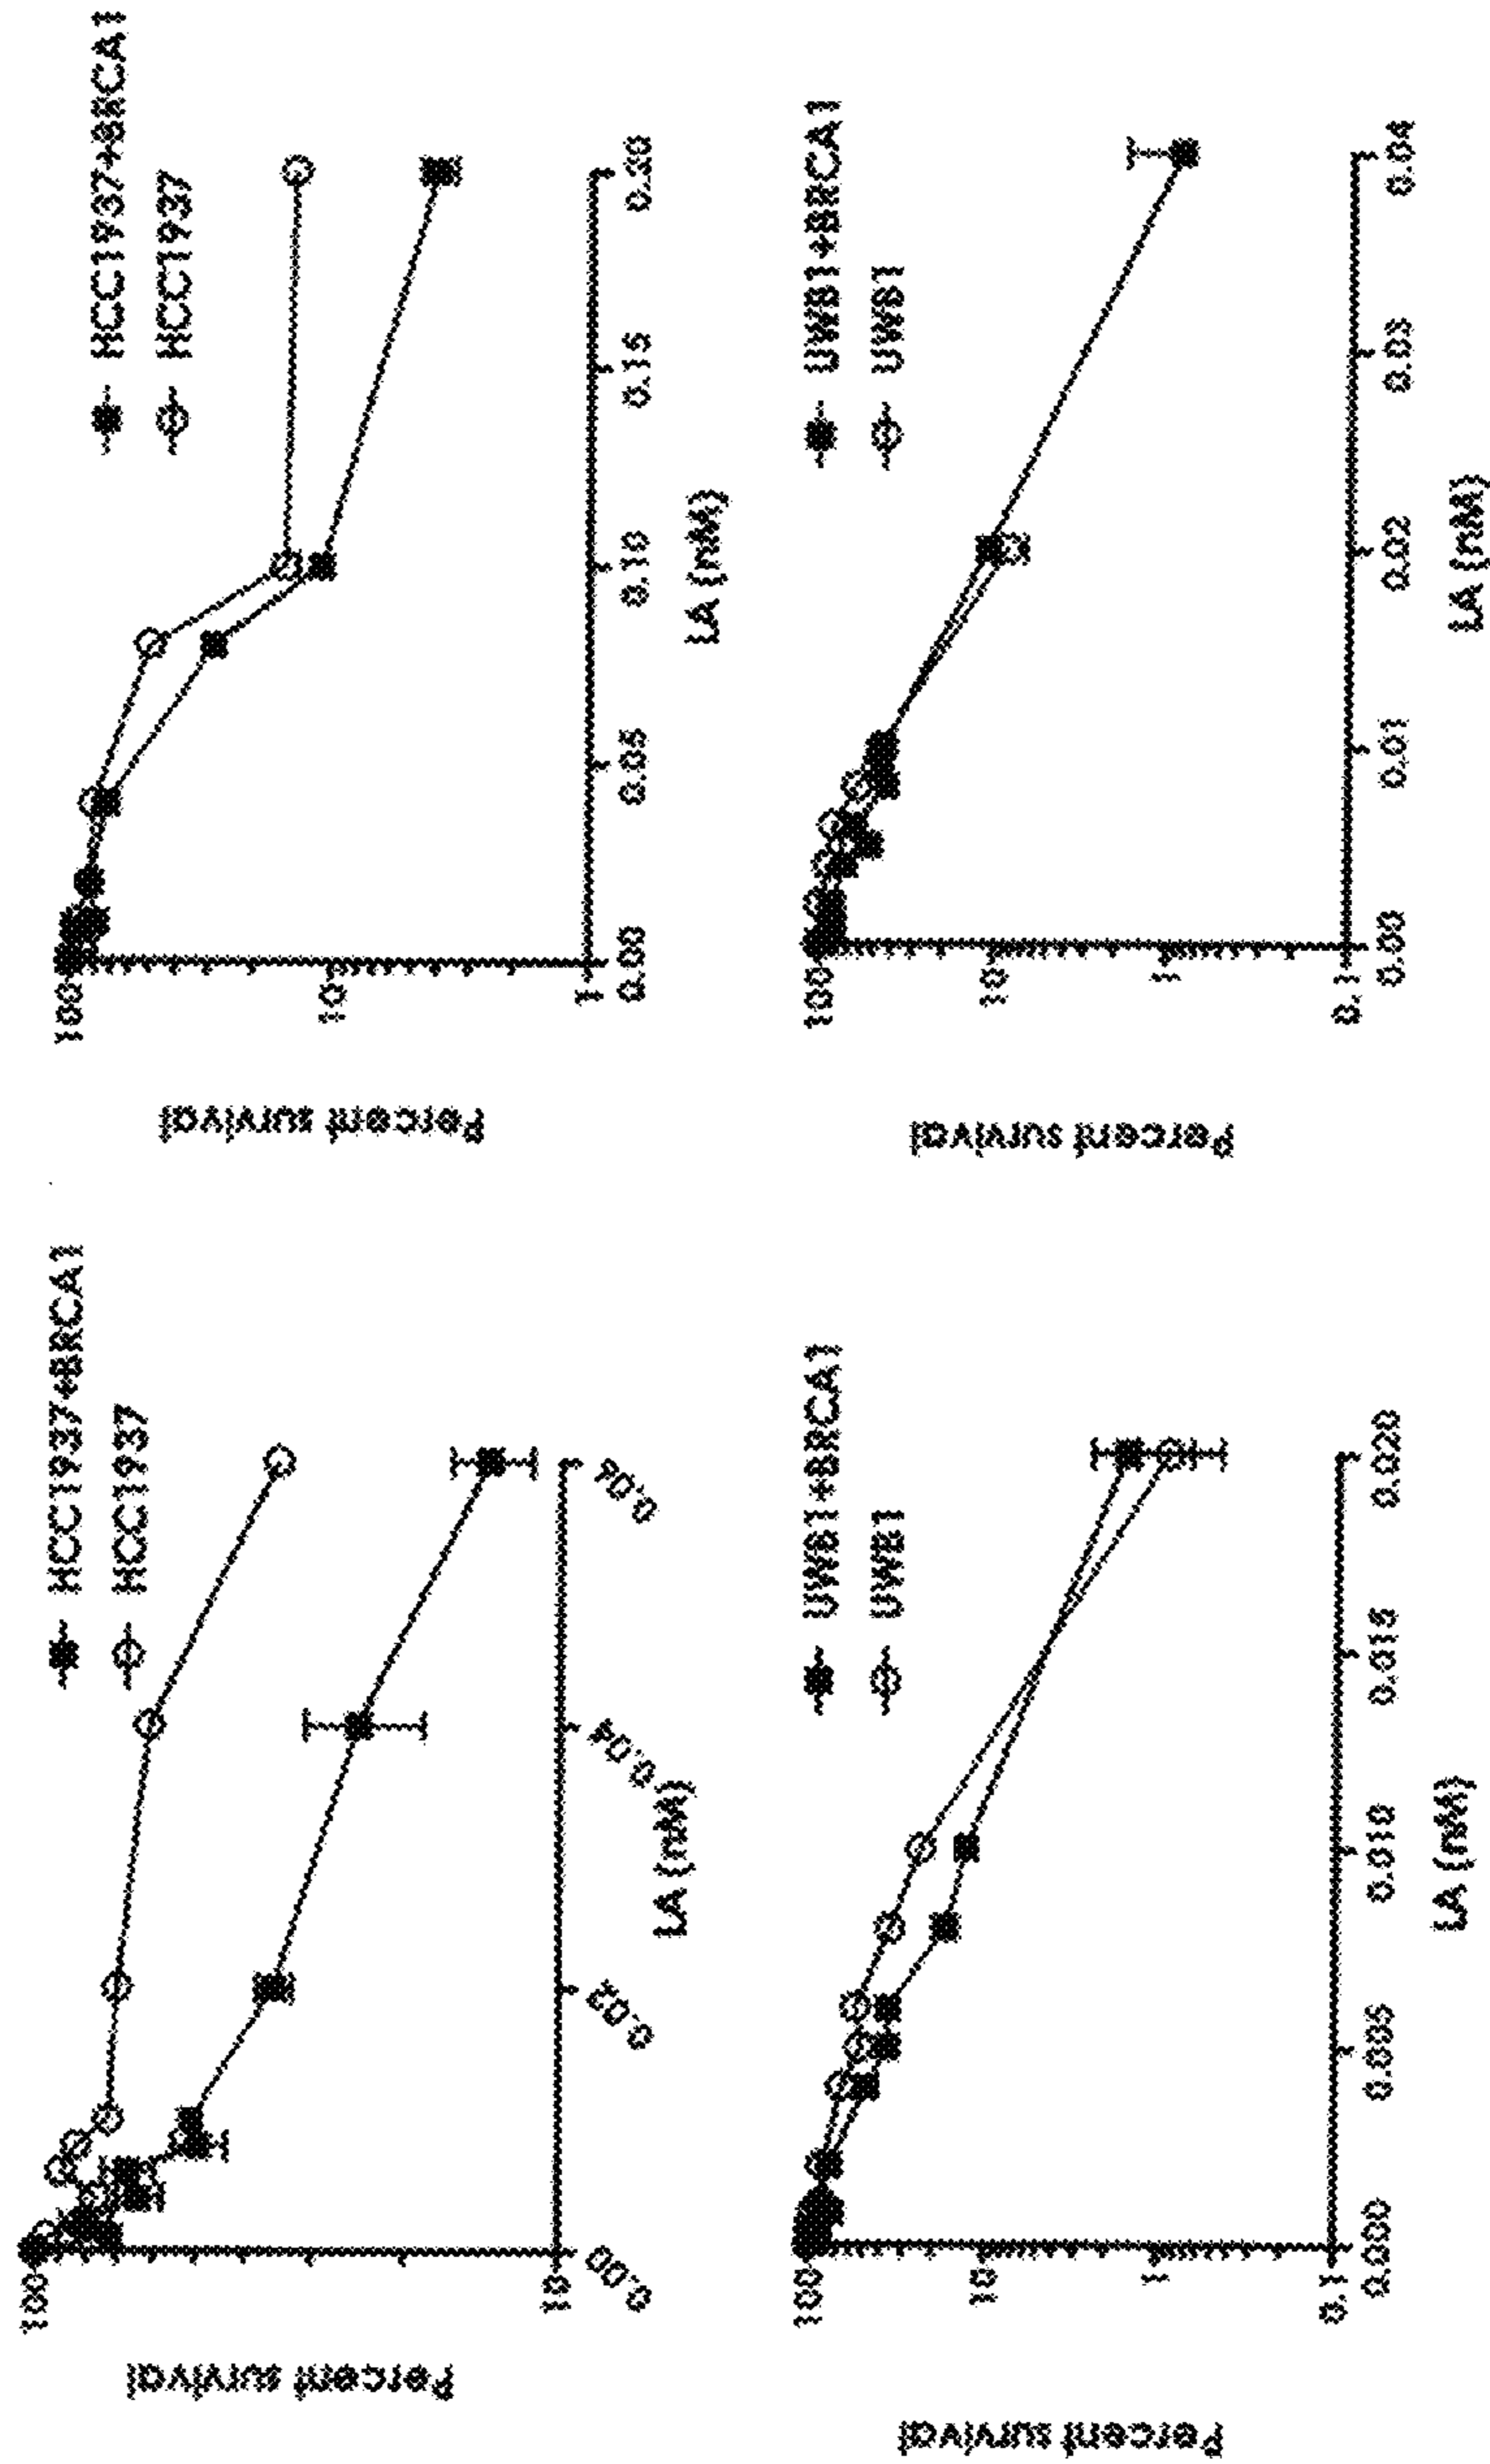 HCC1937+BRCA1
HCC1937
100
10
Percent survival
0.00
0.02
0.04
0.06
LA (nM)
HCC1937+BRCA1
HCC1937
100
10
1
Percent survival
0.00
0.05
0.10
0.15
0.20
LA (nM)
UWB1+BRCA1
UWB1
100
10
1
0.1
Percent survival
0.000
0.005
0.010
0.015
0.020
LA (nM)
UWB1+BRCA1
UWB1
100
10
1
0.1
Percent survival
0.00
0.01
0.02
0.03
0.04
LA (nM)